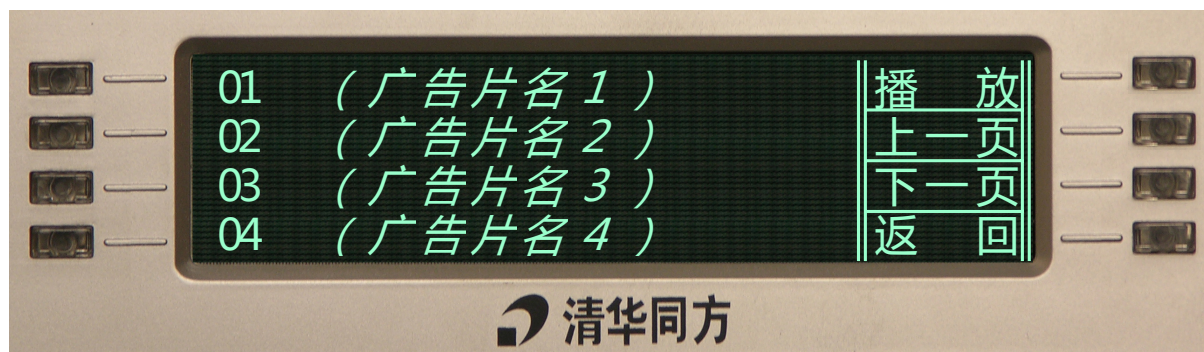 01 （广告片名1） 播放
02 （广告片名2） 上一页
03 （广告片名3） 下一页
04 （广告片名4） 返回
清华同方